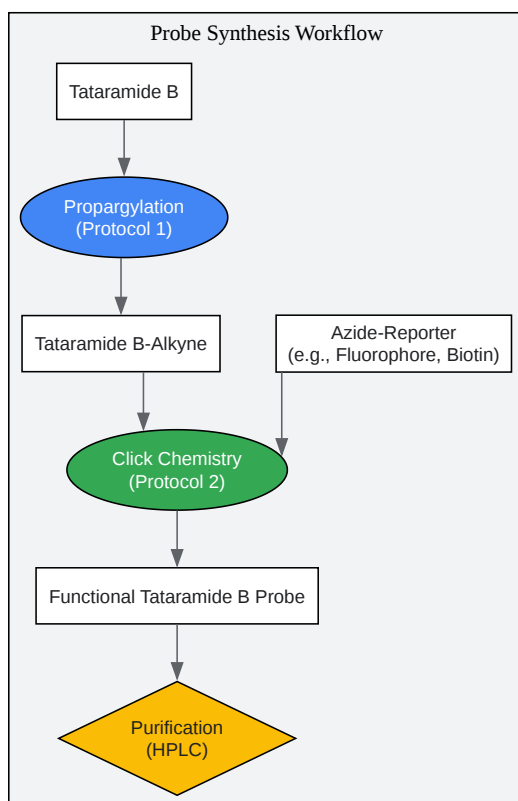 Probe Synthesis Workflow
Tataramide B
Propargylation
(Protocol 1)
Tataramide B-Alkyne
Azide-Reporter
(e.g., Fluorophore, Biotin)
Click Chemistry
(Protocol 2)
Functional Tataramide B Probe
Purification
(HPLC)